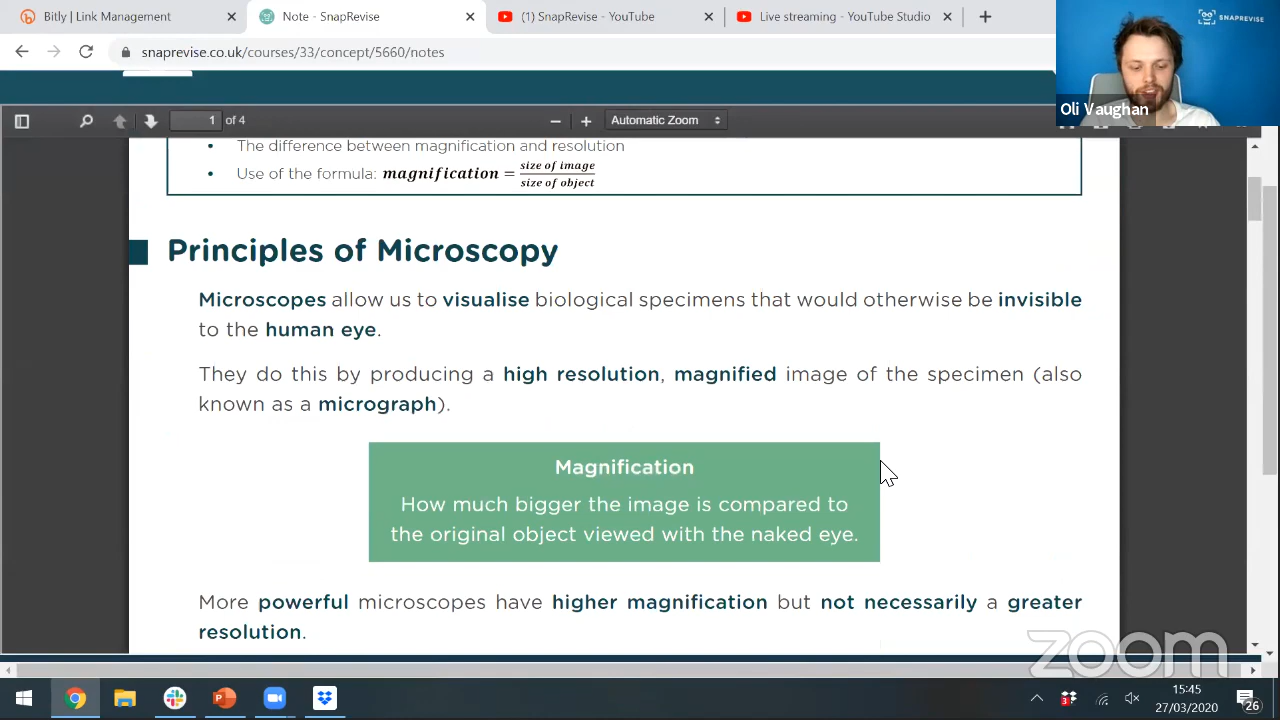 Bitly | Link Management
Note - SnapRevise
(1) SnapRevise - YouTube
Live streaming - YouTube Studio
SNAPREVISE
snaprevise.co.uk/courses/33/concept/5660/notes
Oli Vaughan
1 of 4
Automatic Zoom
• The difference between magnification and resolution
• Use of the formula: magnification = size of image
size of object
Principles of Microscopy
Microscopes allow us to visualise biological specimens that would otherwise be invisible
to the human eye.
They do this by producing a high resolution, magnified image of the specimen (also
known as a micrograph).
Magnification
How much bigger the image is compared to
the original object viewed with the naked eye.
More powerful microscopes have higher magnification but not necessarily a greater
resolution.
zoom
15:45
27/03/2020
3
26